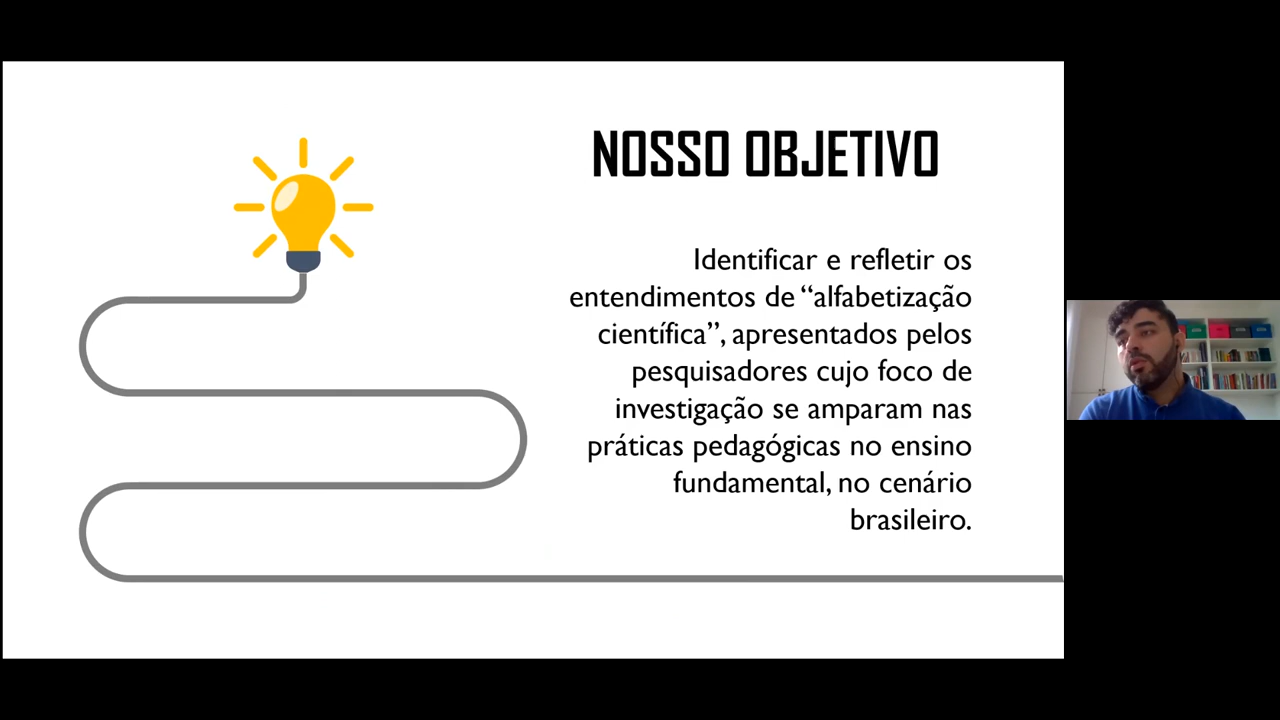 NOSSO OBJETIVO
Identificar e refletir os
entendimentos de “alfabetização
científica”, apresentados pelos
pesquisadores cujo foco de
investigação se amparam nas
práticas pedagógicas no ensino
fundamental, no cenário
brasileiro.